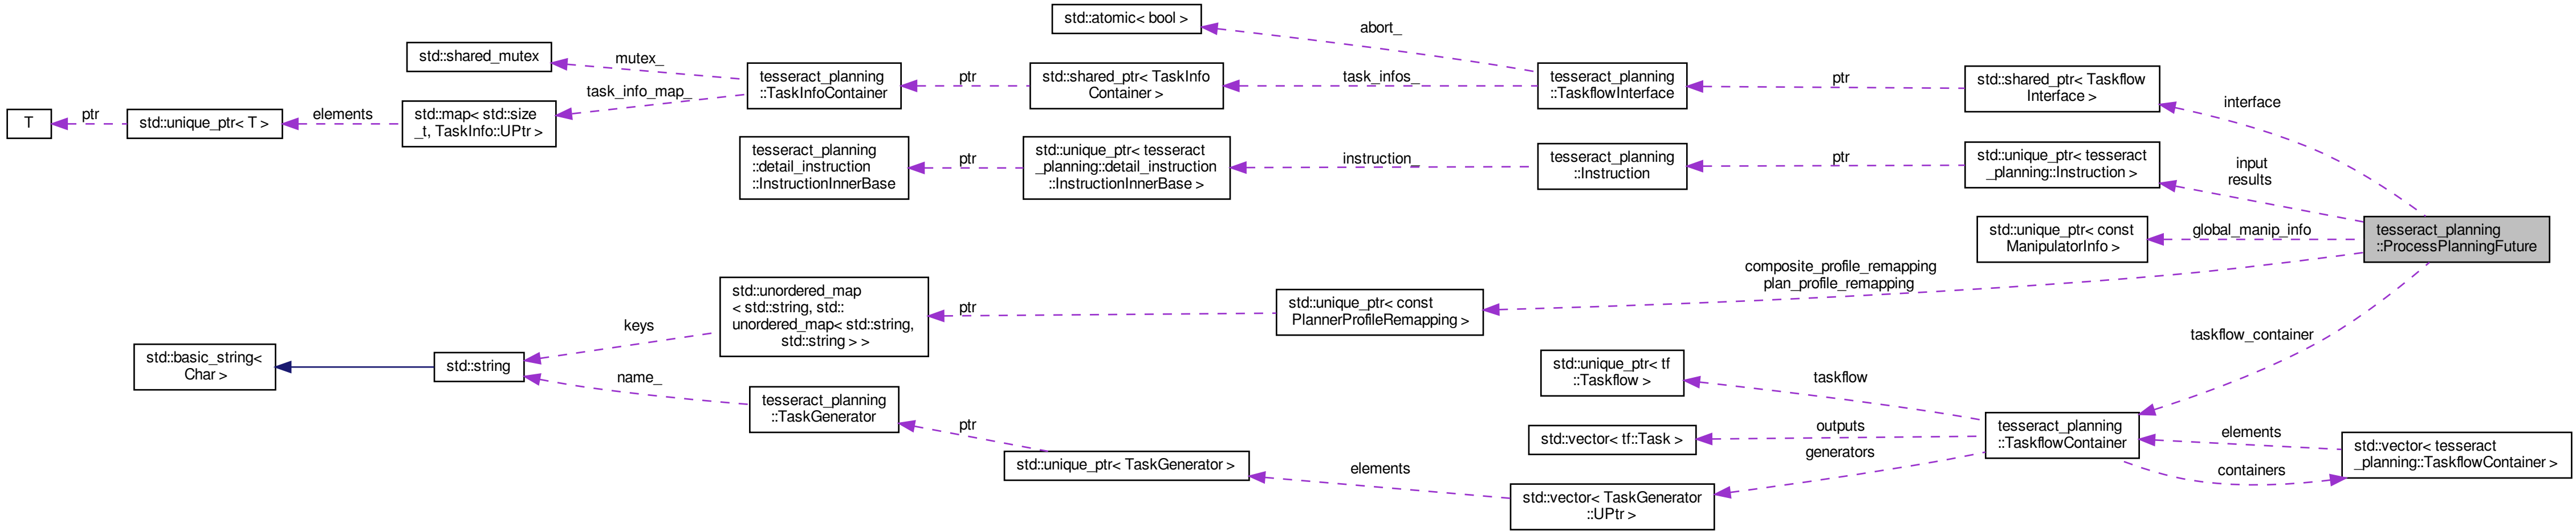 std::atomic< bool >
abort_
std::shared_mutex
mutex_
tesseract_planning
::TaskInfoContainer
ptr
std::shared_ptr< TaskInfo
Container >
task_infos_
tesseract_planning
::TaskflowInterface
ptr
std::shared_ptr< Taskflow
Interface >
interface
task_info_map_
T
ptr
std::unique_ptr< T >
elements
std::map< std::size
_t, TaskInfo::UPtr >
tesseract_planning
::detail_instruction
::InstructionInnerBase
ptr
std::unique_ptr< tesseract
_planning::detail_instruction
::InstructionInnerBase >
instruction_
tesseract_planning
::Instruction
ptr
std::unique_ptr< tesseract
_planning::Instruction >
input
results
std::unique_ptr< const
ManipulatorInfo >
global_manip_info
tesseract_planning
::ProcessPlanningFuture
composite_profile_remapping
plan_profile_remapping
std::unordered_map
< std::string, std::
unordered_map< std::string,
std::string > >
ptr
std::unique_ptr< const
PlannerProfileRemapping >
keys
taskflow_container
std::basic_string<
Char >
std::string
name_
tesseract_planning
::TaskGenerator
std::unique_ptr< tf
::Taskflow >
taskflow
ptr
std::vector< tf::Task >
outputs
generators
tesseract_planning
::TaskflowContainer
elements
containers
std::vector< tesseract
_planning::TaskflowContainer >
std::unique_ptr< TaskGenerator >
elements
std::vector< TaskGenerator
::UPtr >